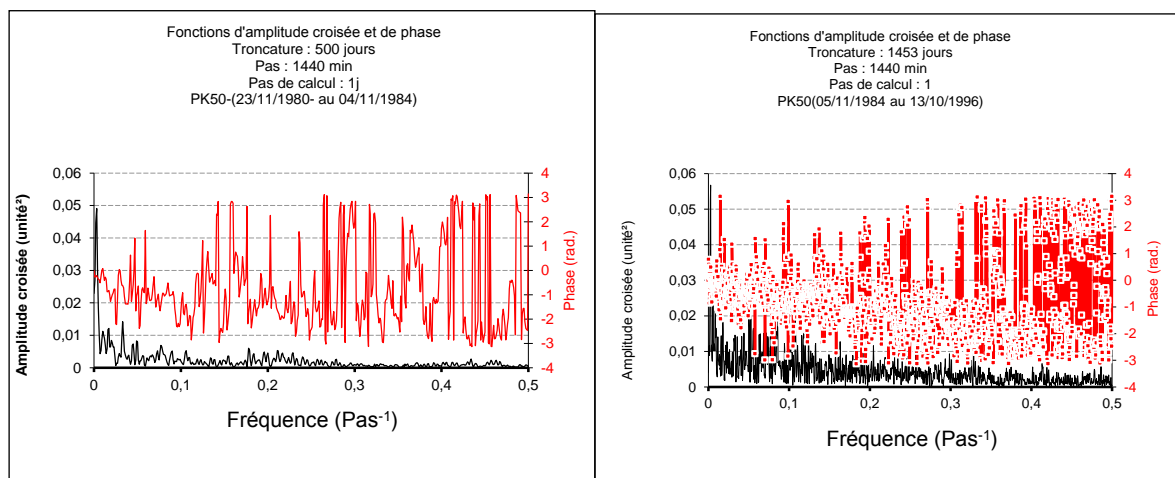 Fonctions d'amplitude croisée et de phase
Troncature : 500 jours
Pas : 1440 min
Pas de calcul : 1j
PK50-(23/11/1980- au 04/11/1984)
0,06
0,05
0,04
0,03
0,02
0,01
0
Amplitude croisée (unité²)
4
3
2
1
0
-1
-2
-3
-4
Phase (rad.)
0
0,1
0,2
0,3
0,4
0,5
Fréquence (Pas⁻¹)
Fonctions d'amplitude croisée et de phase
Troncature : 1453 jours
Pas : 1440 min
Pas de calcul : 1
PK50(05/11/1984 au 13/10/1996)
0,06
0,05
0,04
0,03
0,02
0,01
0
Amplitude croisée (unité²)
4
3
2
1
0
-1
-2
-3
-4
Phase (rad.)
0
0,1
0,2
0,3
0,4
0,5
Fréquence (Pas⁻¹)